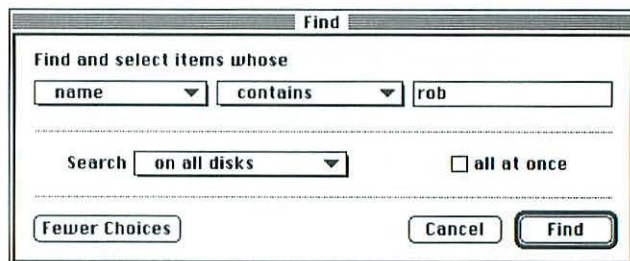 Find
Find and select items whose
name contains rob
Search on all disks all at once
Fewer Choices Cancel Find